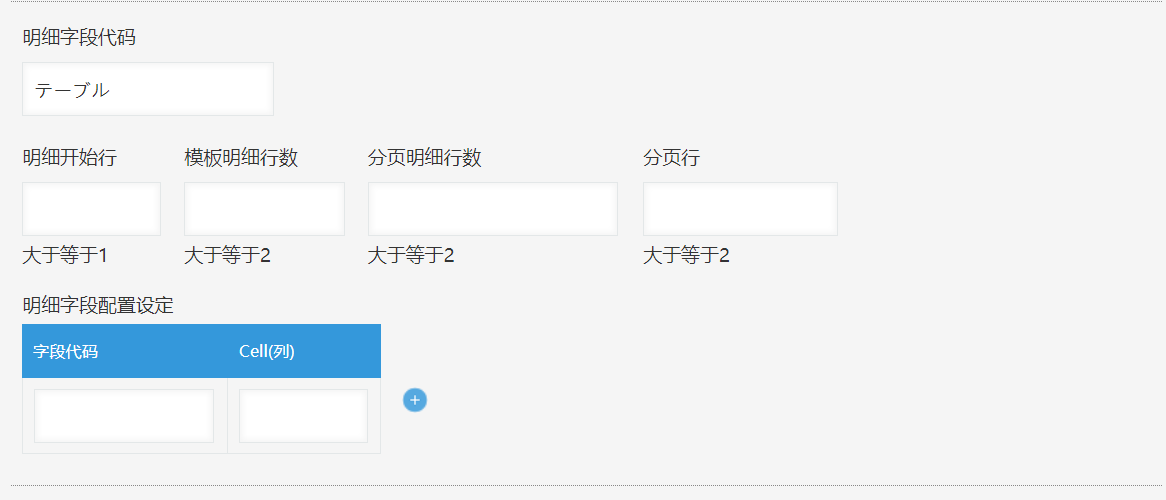 明细字段代码
テーブル
明细开始行 模板明细行数 分页明细行数 分页行
大于等于1 大于等于2 大于等于2 大于等于2
明细字段配置设定
字段代码 Cell(列)